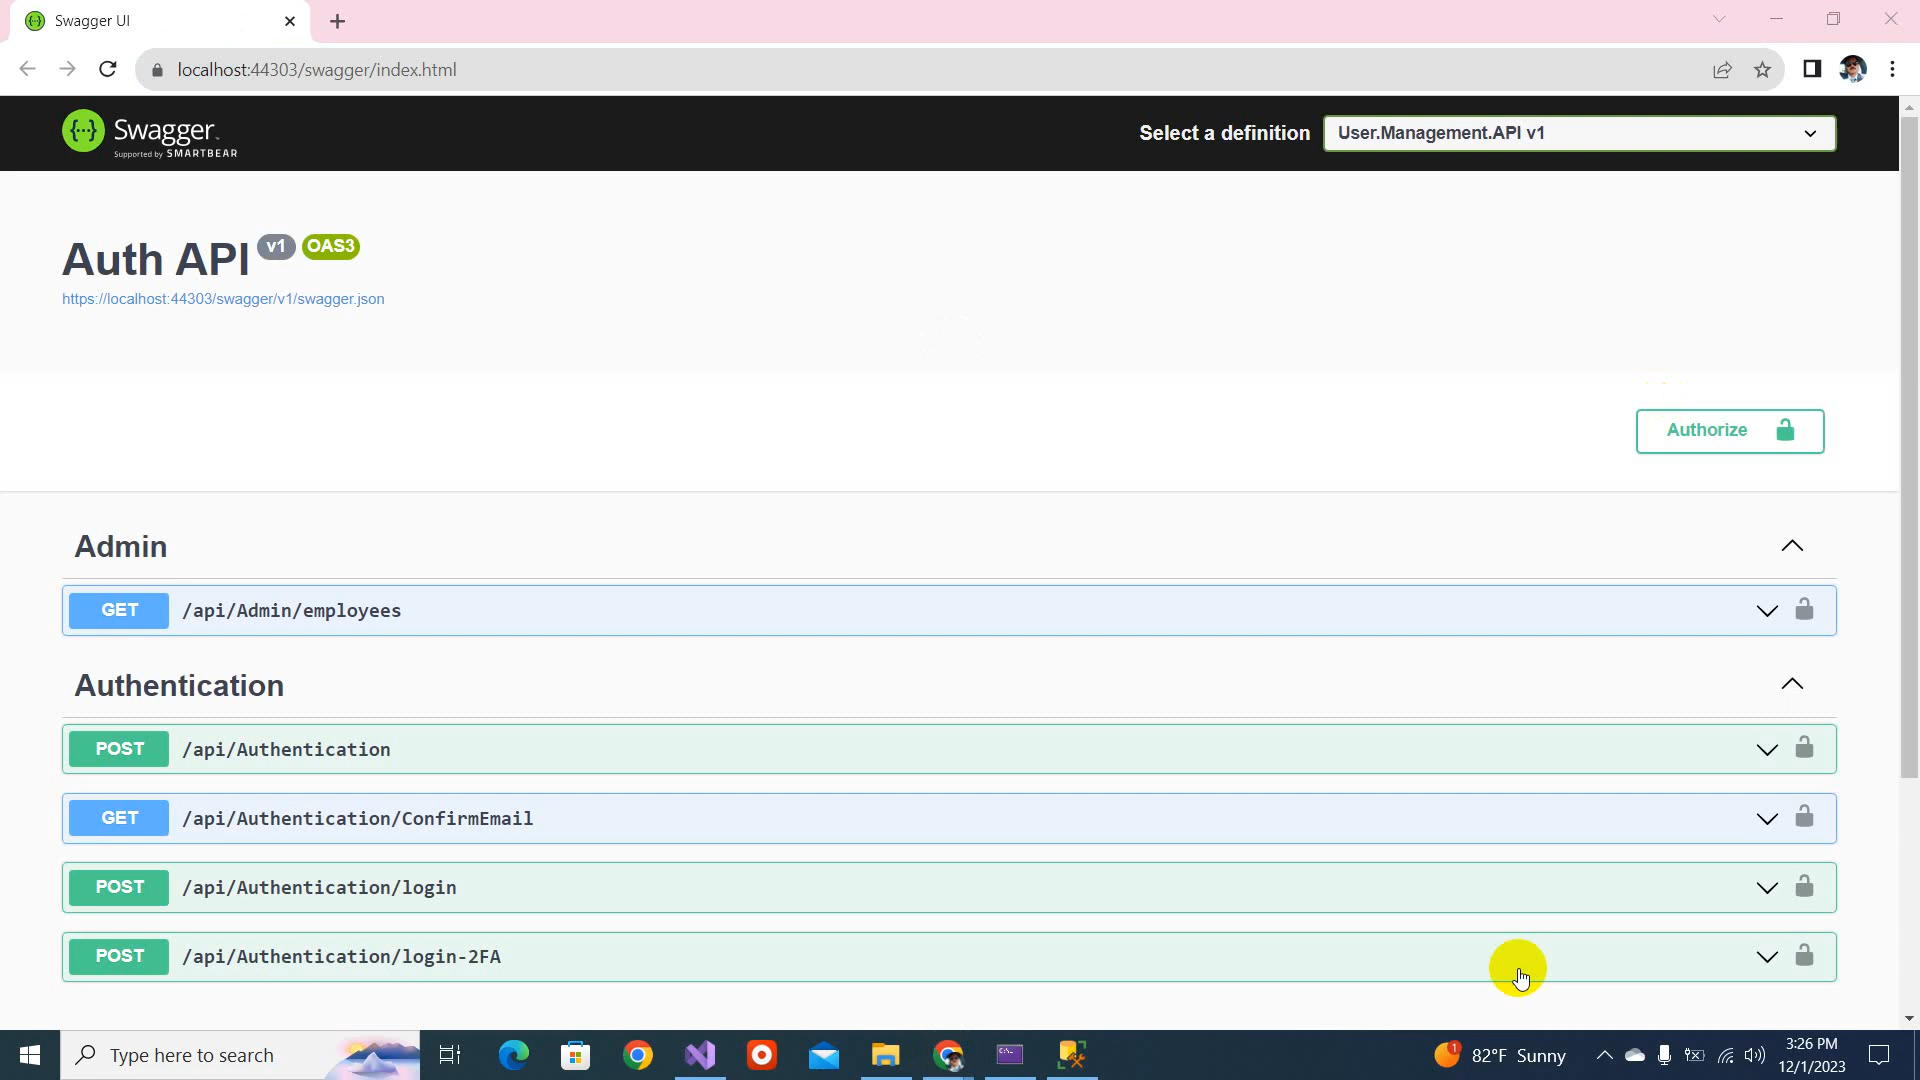 Swagger UI
localhost:44303/swagger/index.html
Swagger
Supported by SMARTBEAR
Select a definition
User.Management.API v1
Auth API v1 OAS3
https://localhost:44303/swagger/v1/swagger.json
Authorize
Admin
GET /api/Admin/employees
Authentication
POST /api/Authentication
GET /api/Authentication/ConfirmEmail
POST /api/Authentication/login
POST /api/Authentication/login-2FA
Type here to search
1
82°F Sunny
3:26 PM
12/1/2023